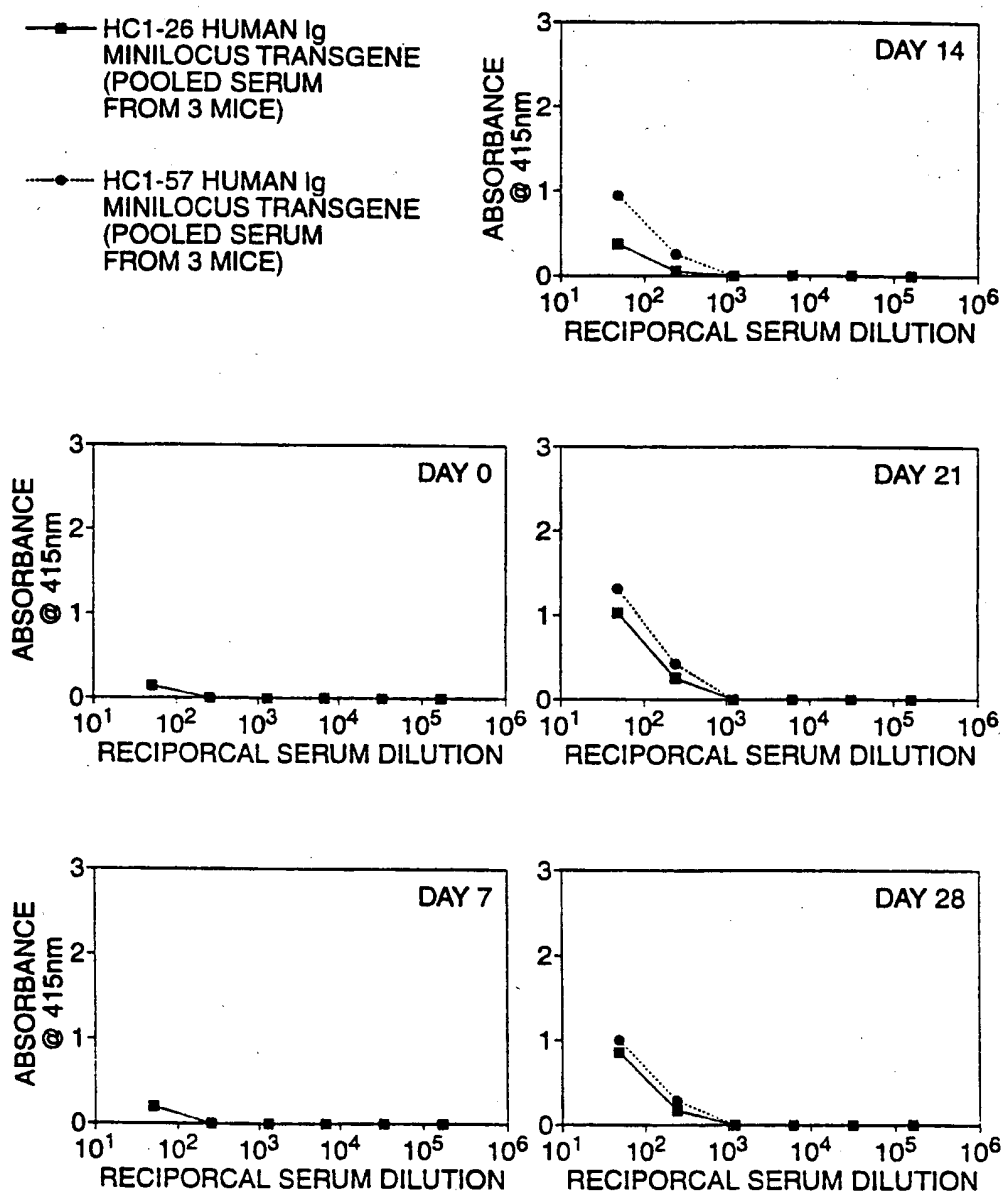 HC1-26 HUMAN Ig
MINILOCUS TRANSGENE
(POOLED SERUM
FROM 3 MICE)
HC1-57 HUMAN Ig
MINILOCUS TRANSGENE
(POOLED SERUM
FROM 3 MICE)
DAY 14
ABSORBANCE
@ 415nm
3
2
1
0
10¹ 10² 10³ 10⁴ 10⁵ 10⁶
RECIPORCAL SERUM DILUTION
DAY 0
ABSORBANCE
@ 415nm
3
2
1
0
10¹ 10² 10³ 10⁴ 10⁵ 10⁶
RECIPORCAL SERUM DILUTION
DAY 21
3
2
1
0
10¹ 10² 10³ 10⁴ 10⁵ 10⁶
RECIPORCAL SERUM DILUTION
DAY 7
ABSORBANCE
@ 415nm
3
2
1
0
10¹ 10² 10³ 10⁴ 10⁵ 10⁶
RECIPORCAL SERUM DILUTION
DAY 28
3
2
1
0
10¹ 10² 10³ 10⁴ 10⁵ 10⁶
RECIPORCAL SERUM DILUTION